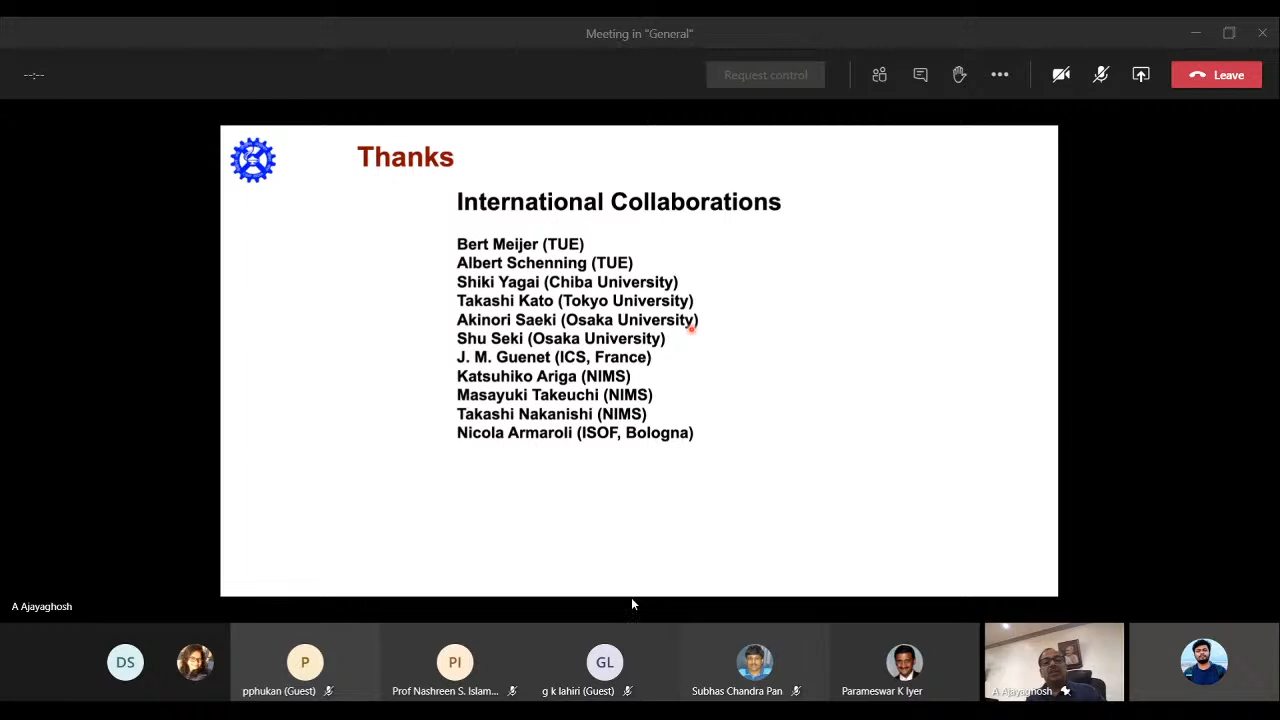 Meeting in "General"
--:--
Request control
Leave
Thanks
International Collaborations
Bert Meijer (TUE)
Albert Schenning (TUE)
Shiki Yagai (Chiba University)
Takashi Kato (Tokyo University)
Akinori Saeki (Osaka University)
Shu Seki (Osaka University)
J. M. Guenet (ICS, France)
Katsuhiko Ariga (NIMS)
Masayuki Takeuchi (NIMS)
Takashi Nakanishi (NIMS)
Nicola Armaroli (ISOF, Bologna)
A Ajayaghosh
DS
P
PI
GL
pphukan (Guest)
Prof Nashreen S. Islam...
g k lahiri (Guest)
Subhas Chandra Pan
Parameswar K Iyer
A Ajayaghosh